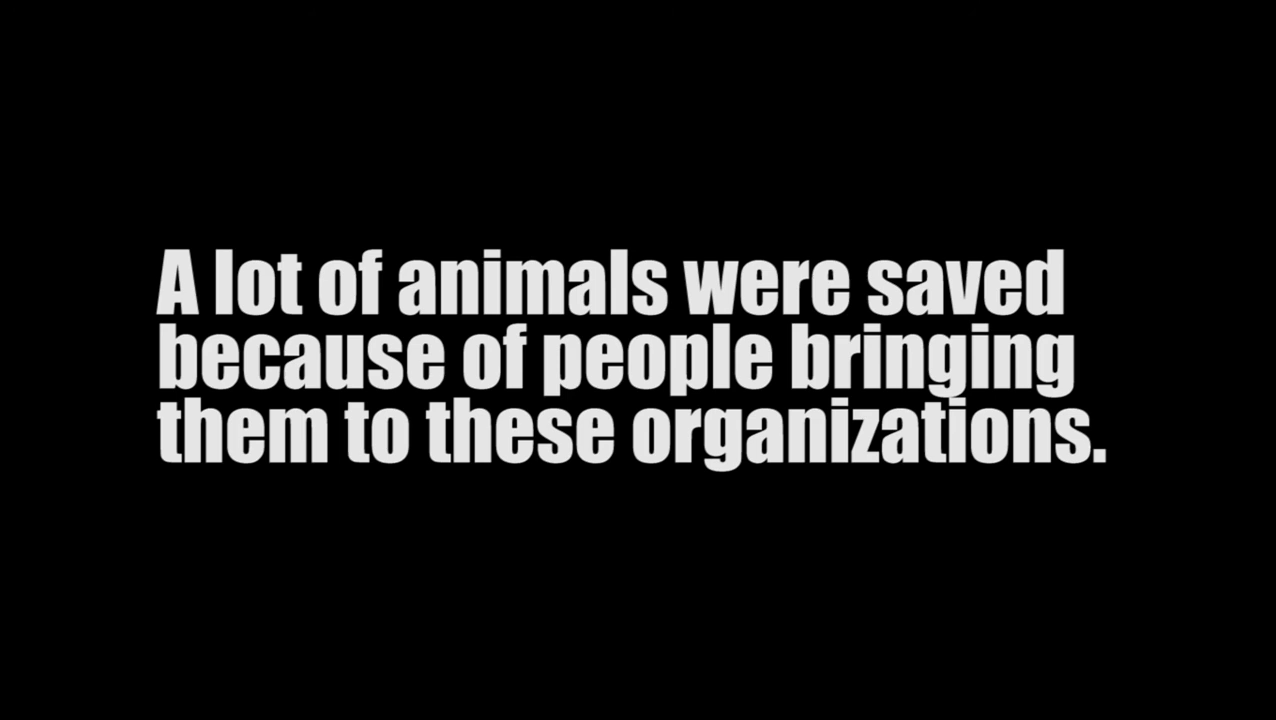 A lot of animals were saved
because of people bringing
them to these organizations.